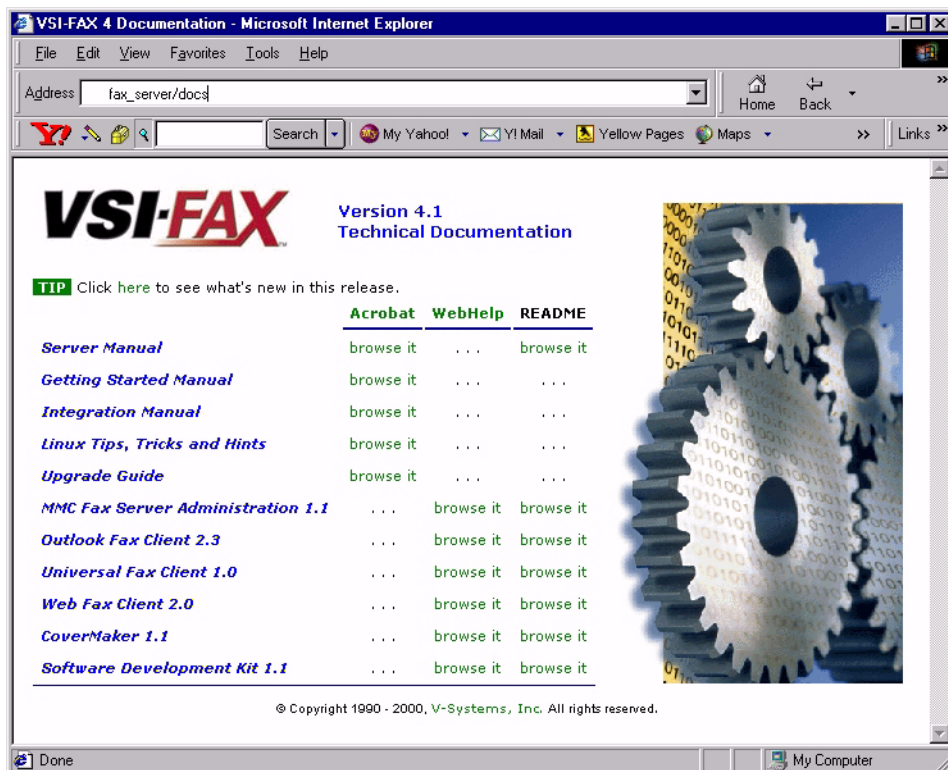 VSI-FAX 4 Documentation - Microsoft Internet Explorer
File Edit View Favorites Tools Help
Address fax_server/docs Home Back »
Y! Search My Yahoo! Y! Mail Yellow Pages Maps » Links »
VSI-FAX
Version 4.1
Technical Documentation
TIP Click here to see what's new in this release.
Acrobat WebHelp README
Server Manual browse it . . . browse it
Getting Started Manual browse it . . . . . .
Integration Manual browse it . . . . . .
Linux Tips, Tricks and Hints browse it . . . . . .
Upgrade Guide browse it . . . . . .
MMC Fax Server Administration 1.1 . . . browse it browse it
Outlook Fax Client 2.3 . . . browse it browse it
Universal Fax Client 1.0 . . . browse it browse it
Web Fax Client 2.0 . . . browse it browse it
CoverMaker 1.1 . . . browse it browse it
Software Development Kit 1.1 . . . browse it browse it
© Copyright 1990 - 2000, V-Systems, Inc. All rights reserved.
Done My Computer